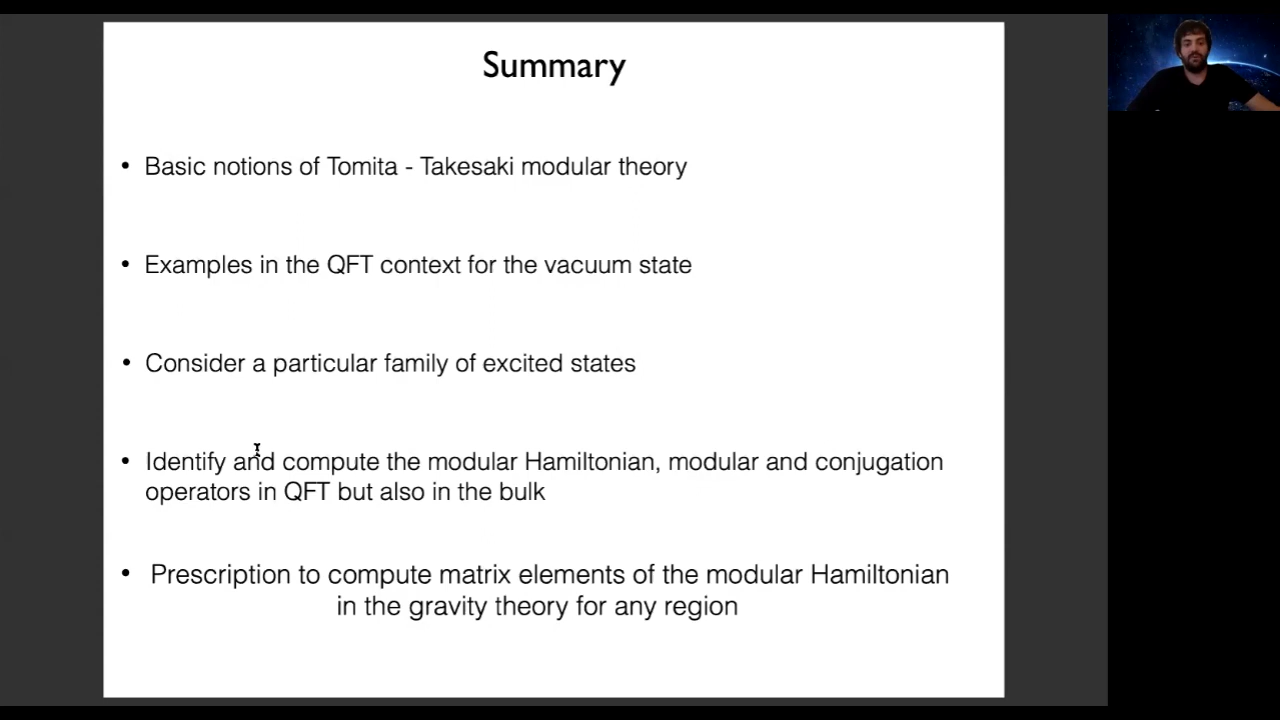 Summary
• Basic notions of Tomita - Takesaki modular theory
• Examples in the QFT context for the vacuum state
• Consider a particular family of excited states
• Identify and compute the modular Hamiltonian, modular and conjugation
operators in QFT but also in the bulk
• Prescription to compute matrix elements of the modular Hamiltonian
in the gravity theory for any region